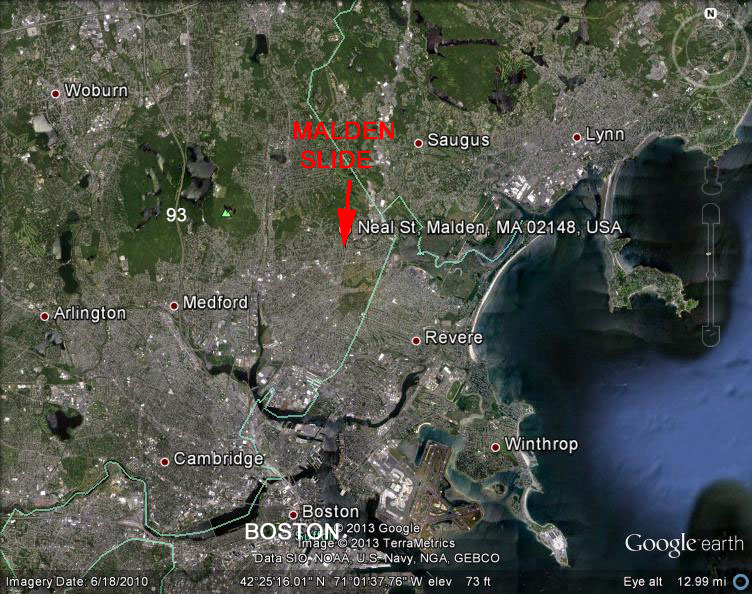 N
Woburn
MALDEN
SLIDE
Saugus
Lynn
93
Neal St, Malden, MA 02148, USA
Medford
Arlington
Revere
Winthrop
Cambridge
Boston
BOSTON.
© 2013 Google
Image © 2013 TerraMetrics
Data SIO, NOAA, U.S. Navy, NGA, GEBCO
Google earth
Imagery Date: 6/18/2010 42°25'16.01" N 71°01'37.76" W elev 73 ft Eye alt 12.99 mi